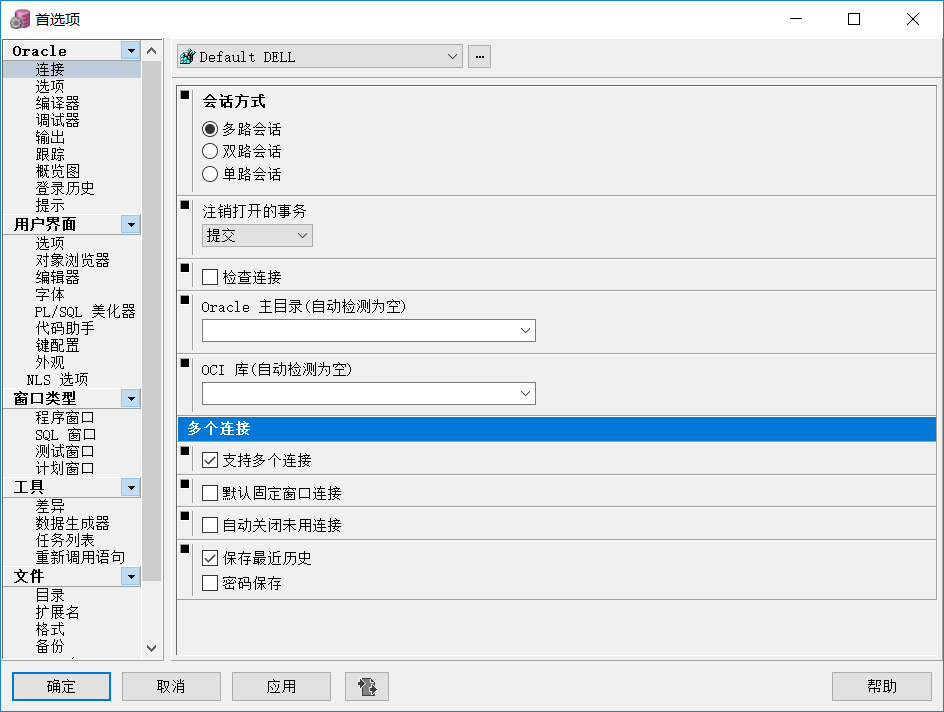 首选项
Oracle
连接
选项
编译器
调试器
输出
跟踪
概览图
登录历史
提示
用户界面
选项
对象浏览器
编辑器
字体
PL/SQL 美化器
代码助手
键配置
外观
NLS 选项
窗口类型
程序窗口
SQL 窗口
测试窗口
计划窗口
工具
差异
数据生成器
任务列表
重新调用语句
文件
目录
扩展名
格式
备份
Default DELL
...
会话方式
多路会话
双路会话
单路会话
注销打开的事务
提交
检查连接
Oracle 主目录(自动检测为空)
OCI 库(自动检测为空)
多个连接
支持多个连接
默认固定窗口连接
自动关闭未用连接
保存最近历史
密码保存
确定
取消
应用
帮助